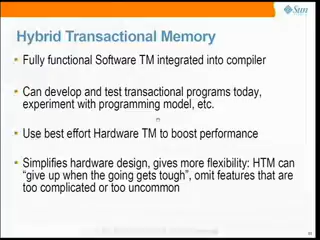 Sun
Hybrid Transactional Memory
• Fully functional Software TM integrated into compiler
• Can develop and test transactional programs today,
experiment with programming model, etc.
• Use best effort Hardware TM to boost performance
• Simplifies hardware design, gives more flexibility: HTM can
“give up when the going gets tough”, omit features that are
too complicated or too uncommon